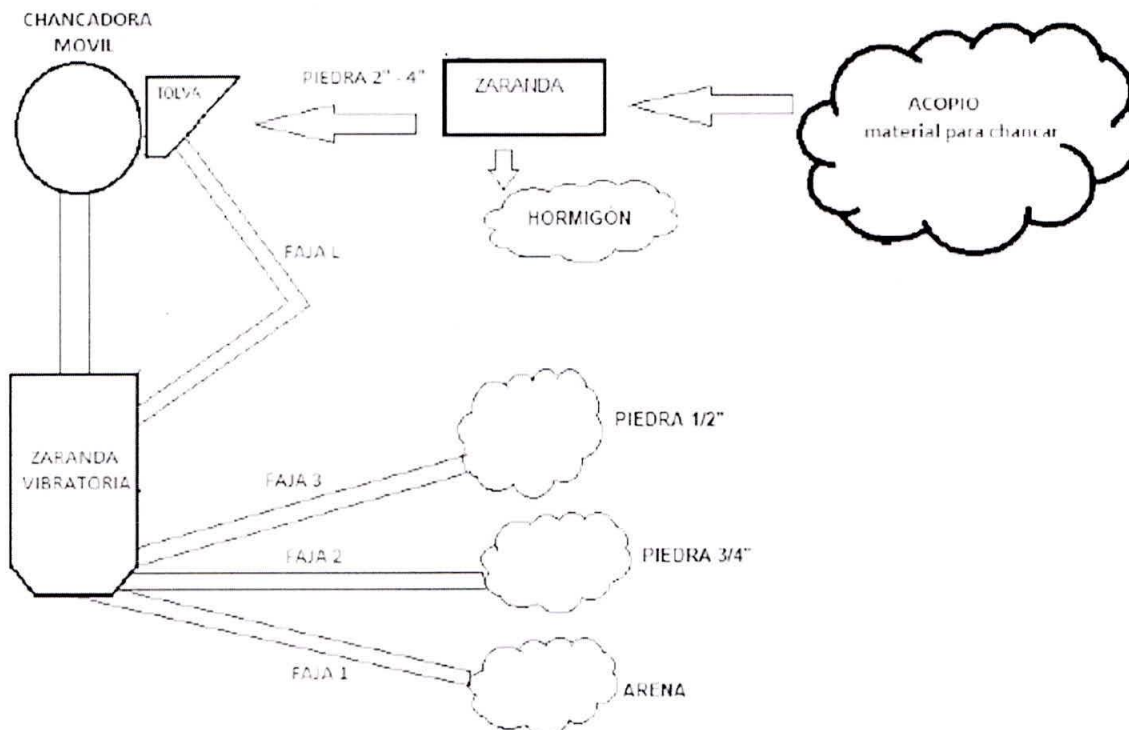 CHANCADORA
MOVIL
TOLVA
PIEDRA 2" - 4"
ZARANDA
ACOPIO
material para chancar
HORMIGÓN
FAJA L
ZARANDA
VIBRATORIA
FAJA 3
PIEDRA 1/2"
FAJA 2
PIEDRA 3/4"
FAJA 1
ARENA